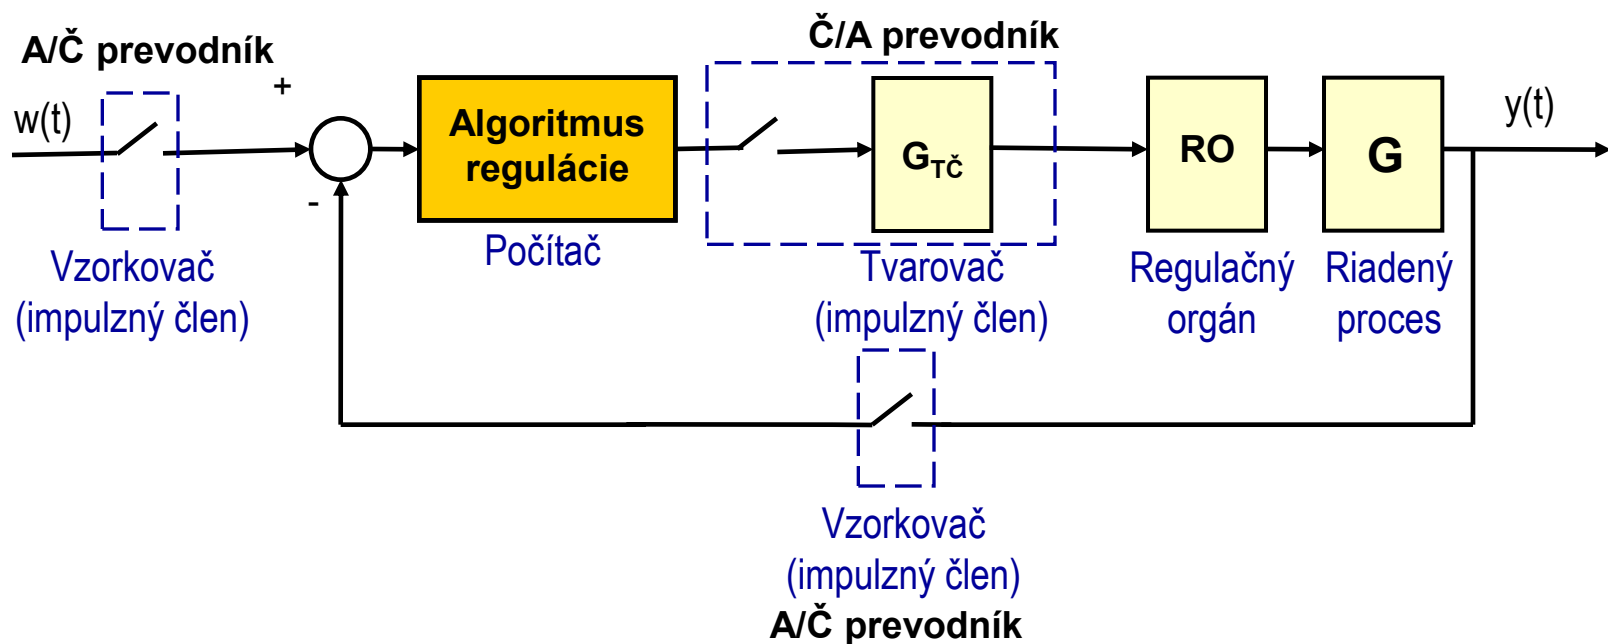 A/Č prevodník
Č/A prevodník
w(t)
+
-
Algoritmus
regulácie
G_TČ
RO
G
y(t)
Vzorkovač
(impulzný člen)
Počítač
Tvarovač
(impulzný člen)
Regulačný
orgán
Riadený
proces
Vzorkovač
(impulzný člen)
A/Č prevodník